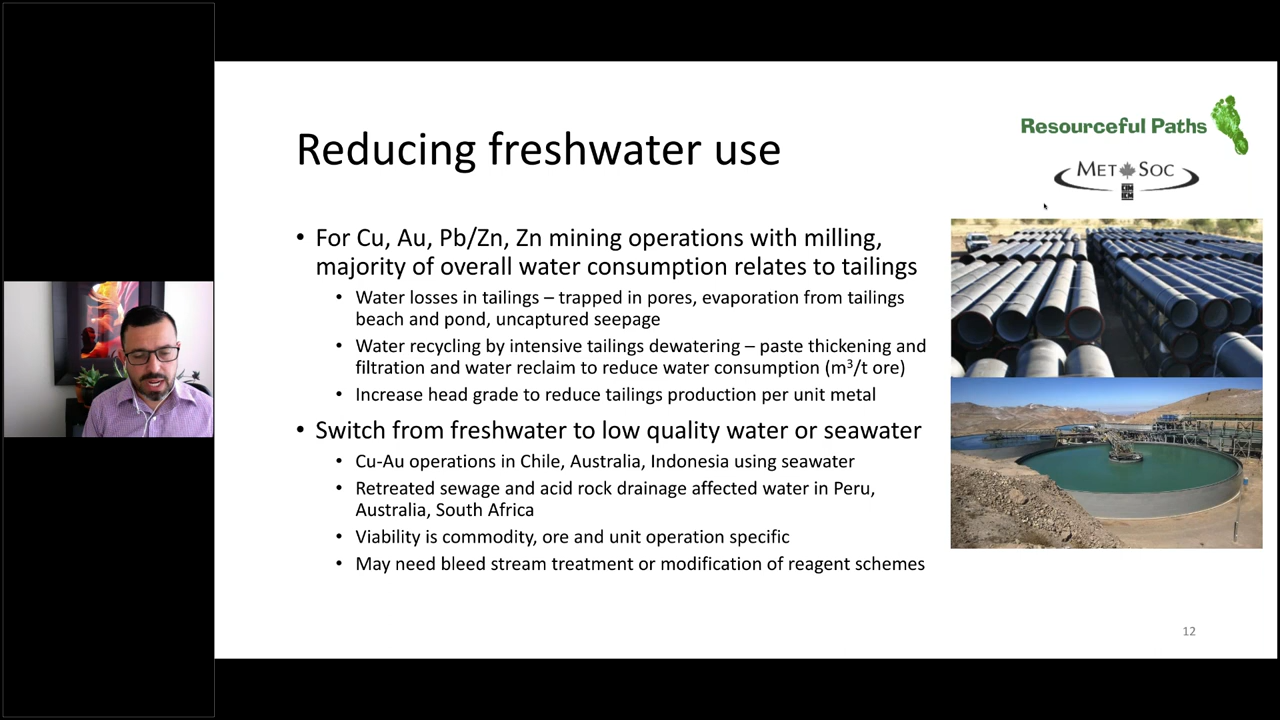 Reducing freshwater use
Resourceful Paths
MET SOC
CIM
ICM
• For Cu, Au, Pb/Zn, Zn mining operations with milling,
majority of overall water consumption relates to tailings
• Water losses in tailings – trapped in pores, evaporation from tailings
beach and pond, uncaptured seepage
• Water recycling by intensive tailings dewatering – paste thickening and
filtration and water reclaim to reduce water consumption (m³/t ore)
• Increase head grade to reduce tailings production per unit metal
• Switch from freshwater to low quality water or seawater
• Cu-Au operations in Chile, Australia, Indonesia using seawater
• Retreated sewage and acid rock drainage affected water in Peru,
Australia, South Africa
• Viability is commodity, ore and unit operation specific
• May need bleed stream treatment or modification of reagent schemes
12